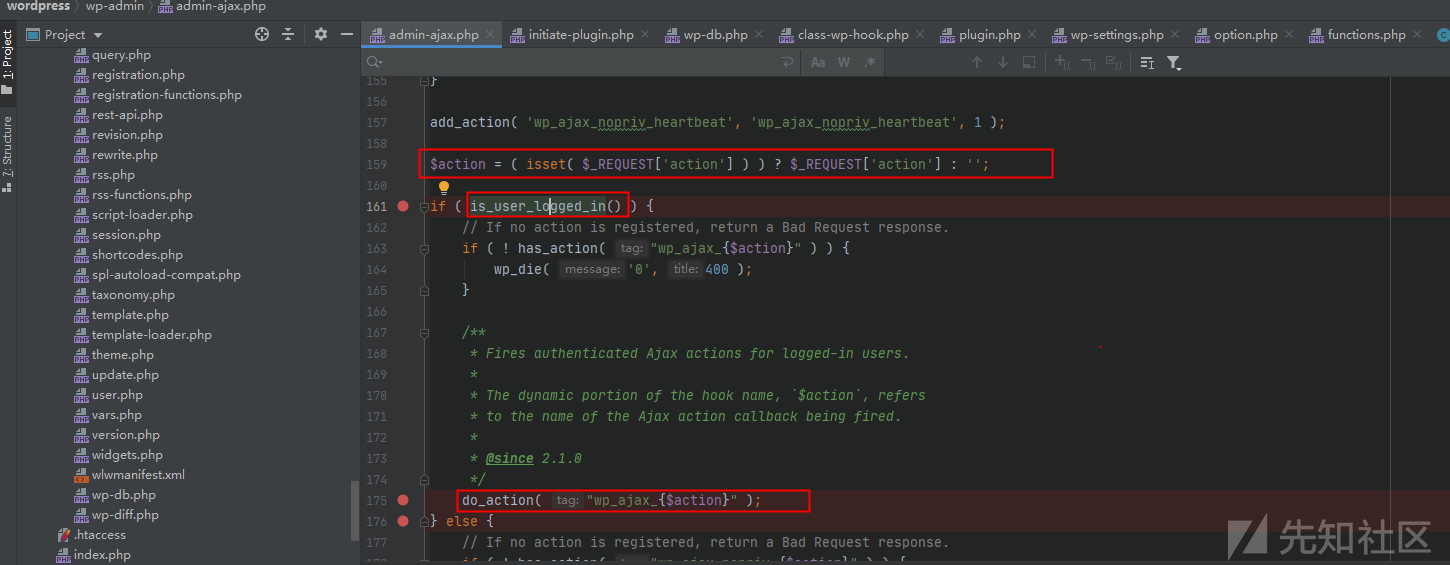 wordpress › wp-admin › admin-ajax.php
1: Project
7: Structure
Project
query.php
registration.php
registration-functions.php
rest-api.php
revision.php
rewrite.php
rss.php
rss-functions.php
script-loader.php
session.php
shortcodes.php
spl-autoload-compat.php
taxonomy.php
template.php
template-loader.php
theme.php
update.php
user.php
vars.php
version.php
widgets.php
wlwmanifest.xml
wp-db.php
wp-diff.php
.htaccess
index.php
admin-ajax.php × initiate-plugin.php × wp-db.php × class-wp-hook.php × plugin.php × wp-settings.php × option.php × functions.php ×
Aa W .*
155 }
156
157 add_action( 'wp_ajax_nopriv_heartbeat', 'wp_ajax_nopriv_heartbeat', 1 );
158
159 $action = ( isset( $_REQUEST['action'] ) ) ? $_REQUEST['action'] : '';
160
161 if ( is_user_logged_in() ) {
162 // If no action is registered, return a Bad Request response.
163 if ( ! has_action( tag: "wp_ajax_{$action}" ) ) {
164 wp_die( message: '0', title: 400 );
165 }
166
167 /**
168 * Fires authenticated Ajax actions for logged-in users.
169 *
170 * The dynamic portion of the hook name, `$action`, refers
171 * to the name of the Ajax action callback being fired.
172 *
173 * @since 2.1.0
174 */
175 do_action( tag: "wp_ajax_{$action}" );
176 } else {
177 // If no action is registered, return a Bad Request response.
先知社区